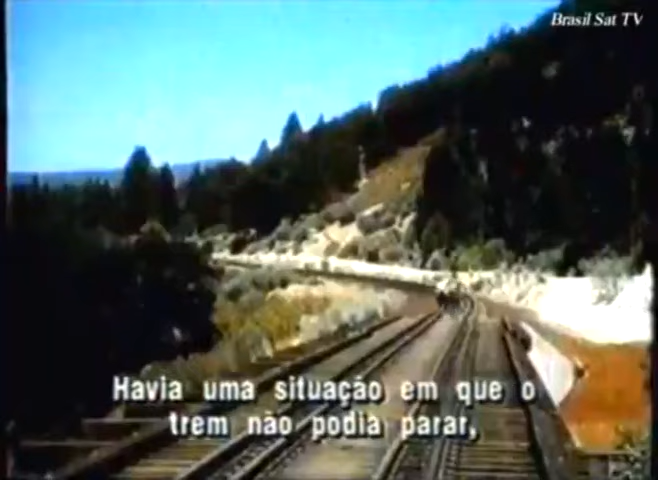 Brasil Sat TV
Havia uma situação em que o
trem não podia parar,